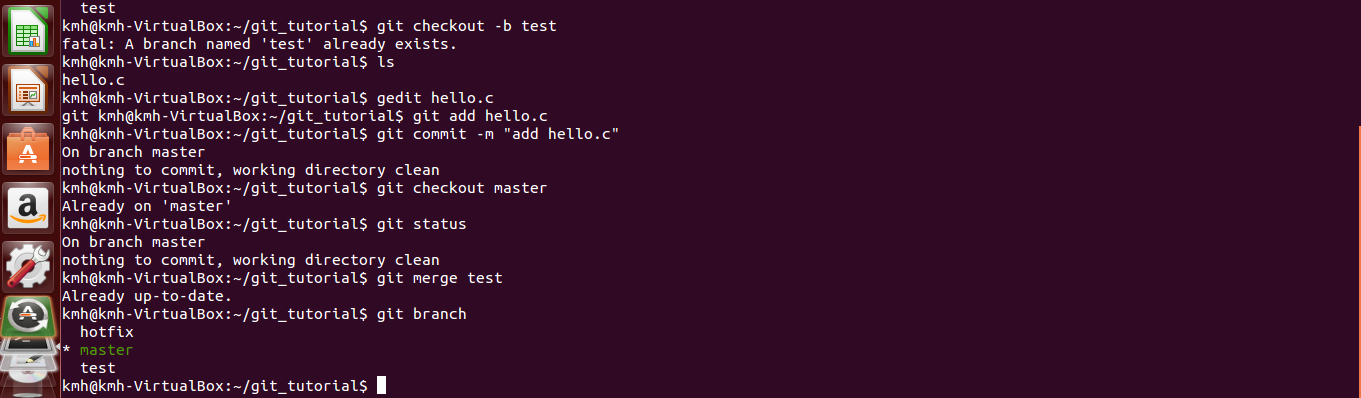 test
kmh@kmh-VirtualBox:~/git_tutorial$ git checkout -b test
fatal: A branch named 'test' already exists.
kmh@kmh-VirtualBox:~/git_tutorial$ ls
hello.c
kmh@kmh-VirtualBox:~/git_tutorial$ gedit hello.c
git kmh@kmh-VirtualBox:~/git_tutorial$ git add hello.c
kmh@kmh-VirtualBox:~/git_tutorial$ git commit -m "add hello.c"
On branch master
nothing to commit, working directory clean
kmh@kmh-VirtualBox:~/git_tutorial$ git checkout master
Already on 'master'
kmh@kmh-VirtualBox:~/git_tutorial$ git status
On branch master
nothing to commit, working directory clean
kmh@kmh-VirtualBox:~/git_tutorial$ git merge test
Already up-to-date.
kmh@kmh-VirtualBox:~/git_tutorial$ git branch
  hotfix
* master
  test
kmh@kmh-VirtualBox:~/git_tutorial$